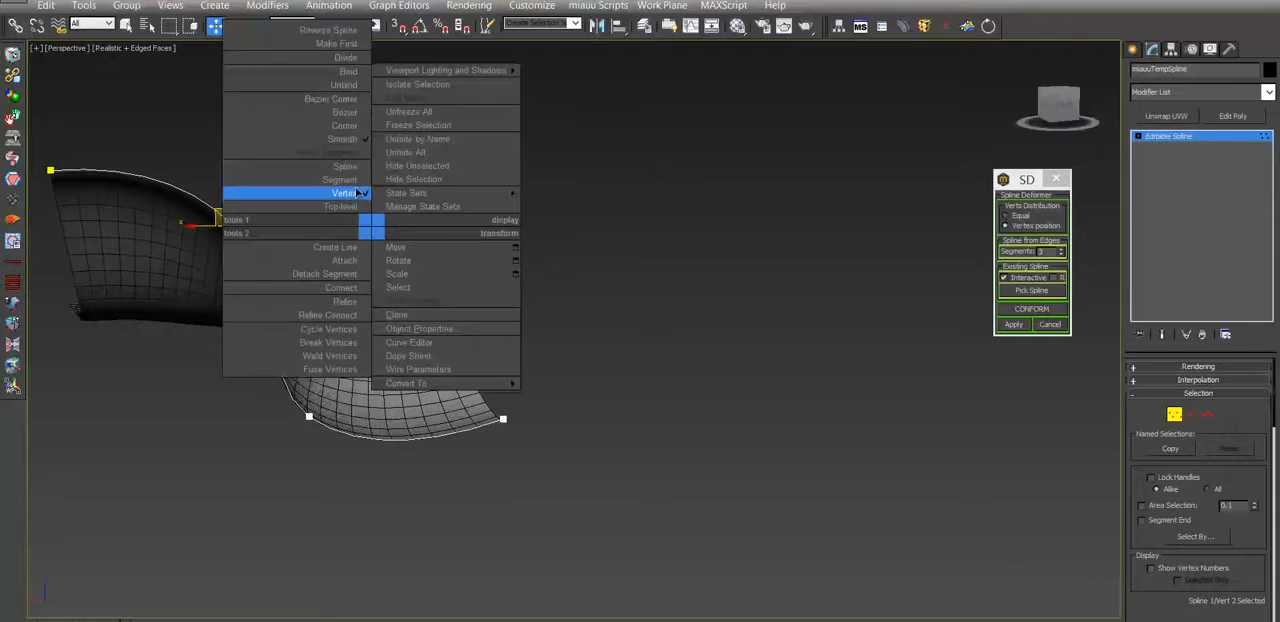 Edit Tools Group Views Create Modifiers Animation Graph Editors Rendering Customize miauu Scripts Work Plane MAXScript Help
All
Create Selection Se
[+] [Perspective] [Realistic + Edged Faces]
Reverse Spline
Make First
Divide
Bind
Unbind
Bezier Corner
Bezier
Corner
Smooth
Spline
Segment
Vertex
Top-level
tools 1
tools 2
Create Line
Attach
Detach Segment
Connect
Refine
Refine Connect
Cycle Vertices
Break Vertices
Weld Vertices
Fuse Vertices
Viewport Lighting and Shadows
Isolate Selection
Unfreeze All
Freeze Selection
Unhide by Name
Unhide All
Hide Unselected
Hide Selection
State Sets
Manage State Sets
display
transform
Move
Rotate
Scale
Select
Clone
Object Properties...
Curve Editor
Dope Sheet
Wire Parameters
Convert To
x
SD
Spline Deformer
Verts Distribution
Equal
Vertex position
Spline from Edges
Segments: 3
Existing Spline
Interactive R
Pick Spline
CONFORM
Apply Cancel
miauuTempSpline
Modifier List
Unwrap UVW Edit Poly
Editable Spline
Rendering
Interpolation
Selection
Named Selections:
Copy
Lock Handles
Alike All
Area Selection: 0.1
Segment End
Select By...
Display
Show Vertex Numbers
Selected Only
Spline 1/Vert 2 Selected